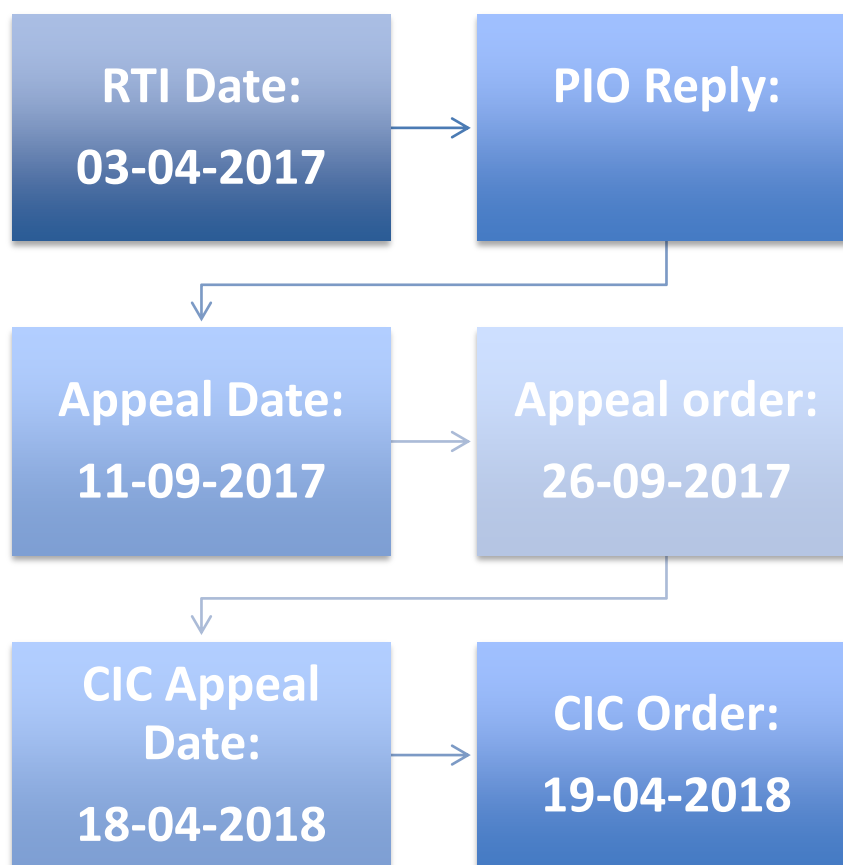 RTI Date:
03-04-2017
PIO Reply:
Appeal Date:
11-09-2017
Appeal order:
26-09-2017
CIC Appeal
Date:
18-04-2018
CIC Order:
19-04-2018